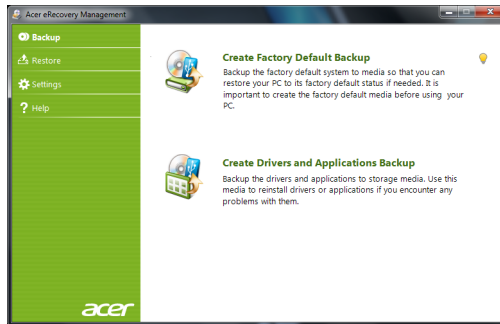 Acer eRecovery Management
Backup
Restore
Settings
Help
Create Factory Default Backup
Backup the factory default system to media so that you can
restore your PC to its factory default status if needed. It is
important to create the factory default media before using your
PC.
Create Drivers and Applications Backup
Backup the drivers and applications to storage media. Use this
media to reinstall drivers or applications if you encounter any
problems with them.
acer